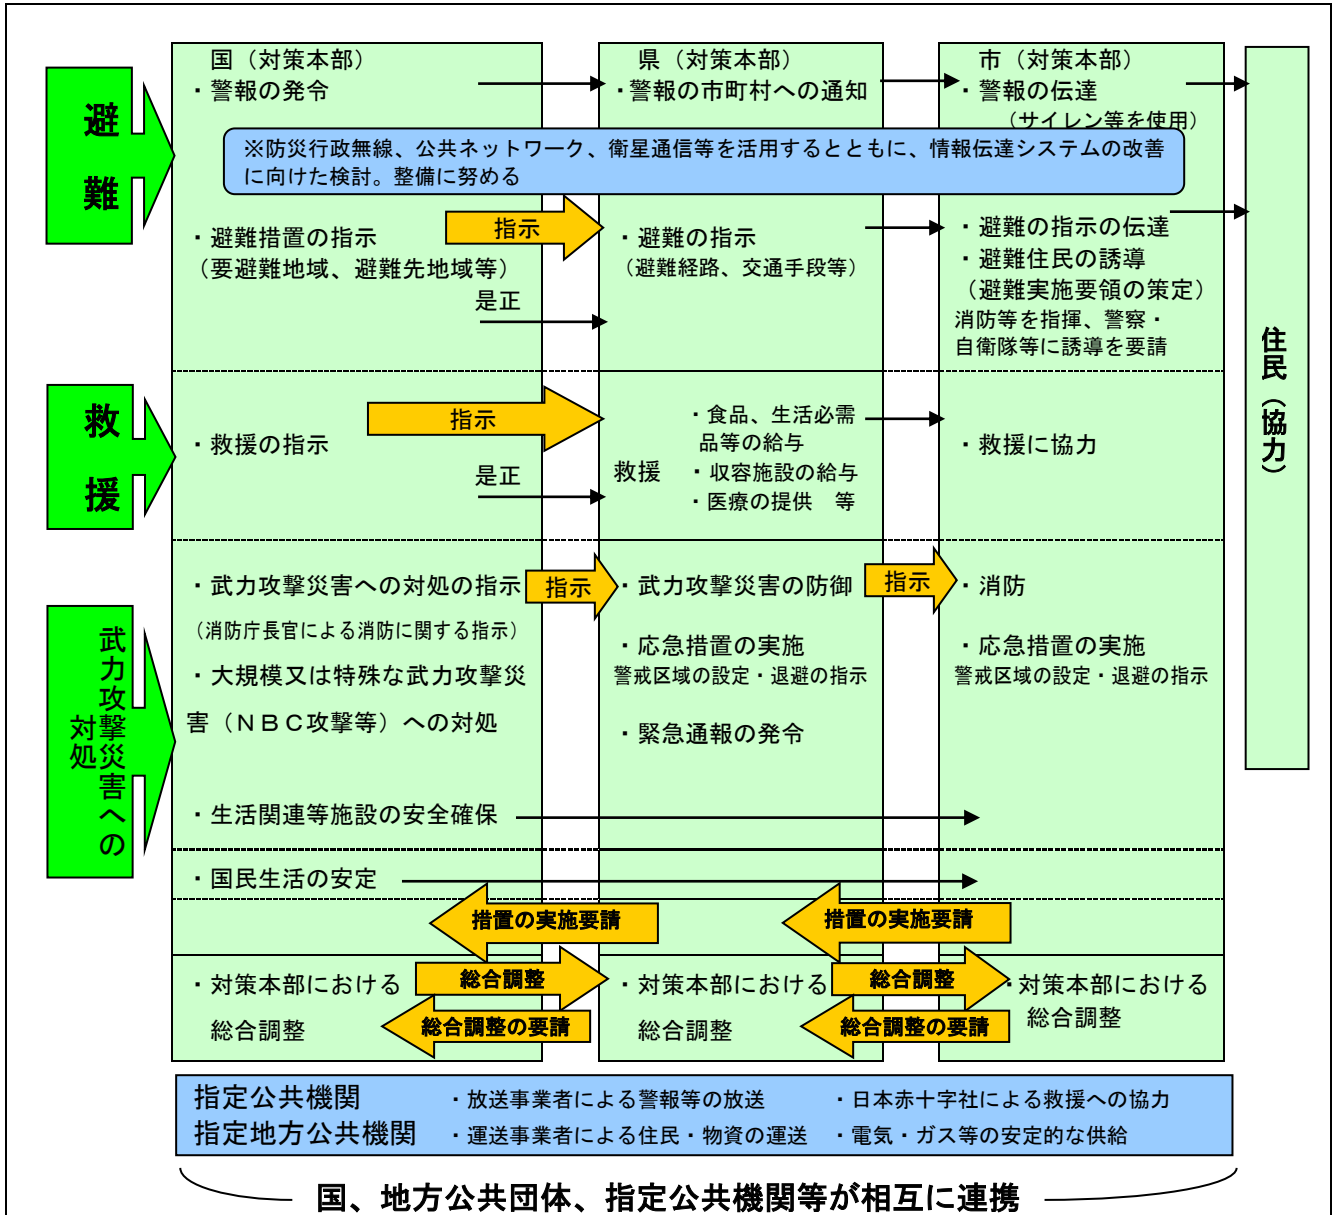 避難
国（対策本部）
・警報の発令
県（対策本部）
・警報の市町村への通知
市（対策本部）
・警報の伝達
（サイレン等を使用）
※防災行政無線、公共ネットワーク、衛星通信等を活用するとともに、情報伝達システムの改善
に向けた検討。整備に努める
・避難措置の指示
（要避難地域、避難先地域等）
指示
是正
・避難の指示
（避難経路、交通手段等）
・避難の指示の伝達
・避難住民の誘導
（避難実施要領の策定）
消防等を指揮、警察・
自衛隊等に誘導を要請
住民（協力）
救援
・救援の指示
指示
是正
救援
・食品、生活必需
品等の給与
・収容施設の給与
・医療の提供　等
・救援に協力
武力攻撃災害への
対処
・武力攻撃災害への対処の指示
（消防庁長官による消防に関する指示）
・大規模又は特殊な武力攻撃災
害（ＮＢＣ攻撃等）への対処
指示
・武力攻撃災害の防御
・応急措置の実施
警戒区域の設定・退避の指示
・緊急通報の発令
指示
・消防
・応急措置の実施
警戒区域の設定・退避の指示
・生活関連等施設の安全確保
・国民生活の安定
措置の実施要請
措置の実施要請
・対策本部における
総合調整
総合調整
総合調整の要請
・対策本部における
総合調整
総合調整
総合調整の要請
・対策本部における
総合調整
指定公共機関
・放送事業者による警報等の放送
・日本赤十字社による救援への協力
指定地方公共機関
・運送事業者による住民・物資の運送
・電気・ガス等の安定的な供給
国、地方公共団体、指定公共機関等が相互に連携